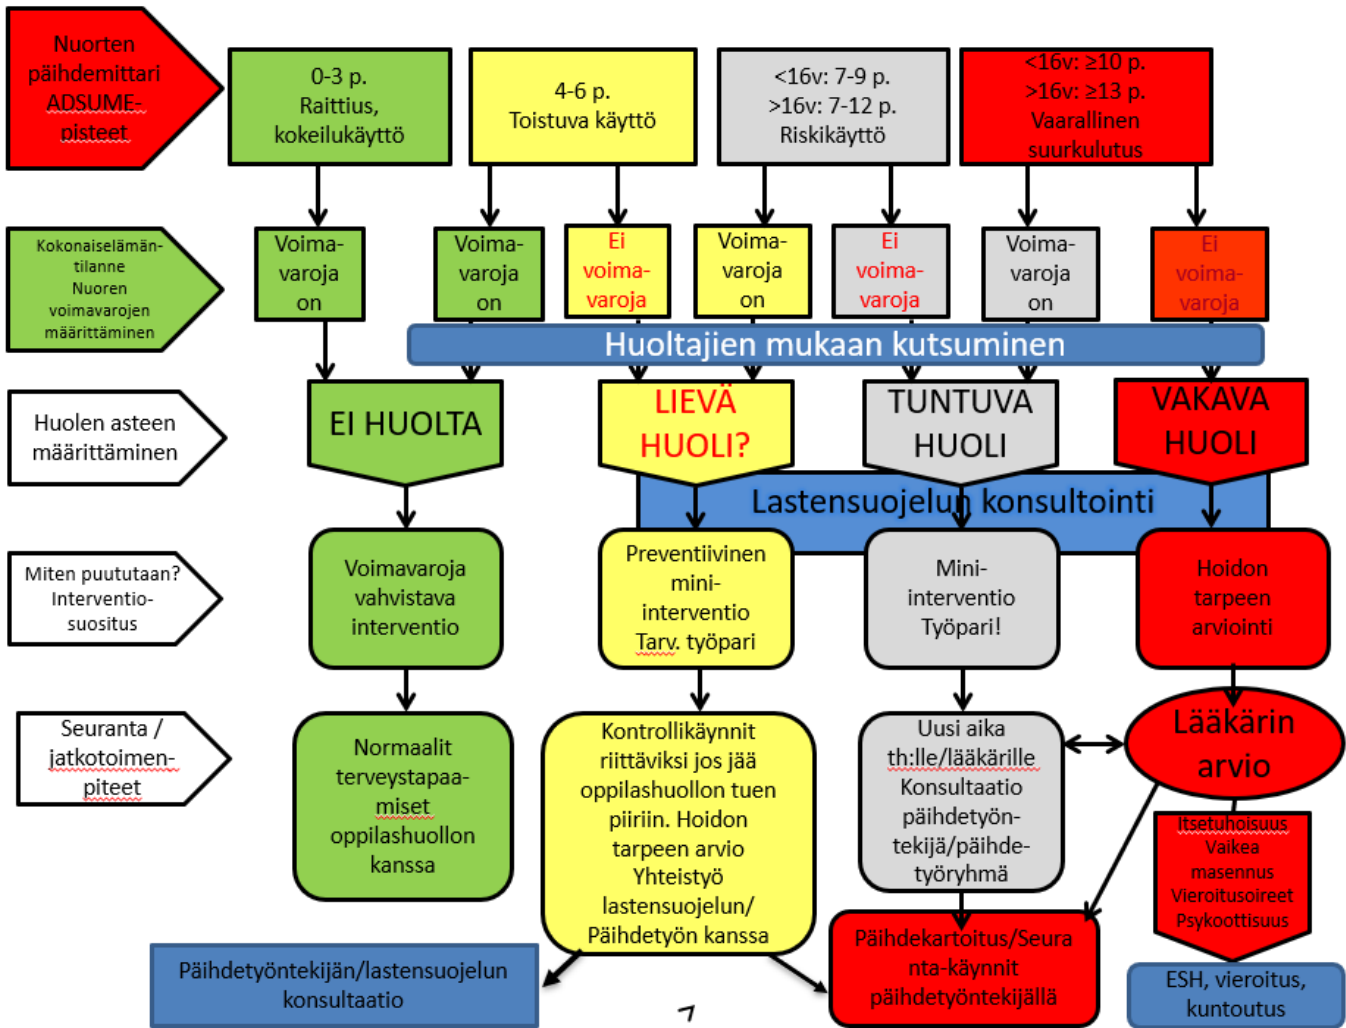 Nuorten
päihdemittari
ADSUME-
pisteet
0-3 p.
Raittius,
kokeilukäyttö
4-6 p.
Toistuva käyttö
<16v: 7-9 p.
>16v: 7-12 p.
Riskikäyttö
<16v: ≥10 p.
>16v: ≥13 p.
Vaarallinen
suurkulutus
Kokonaiselämän-
tilanne
Nuoren
voimavarojen
määrittäminen
Voima-
varoja
on
Voima-
varoja
on
Ei
voima-
varoja
Voima-
varoja
on
Ei
voima-
varoja
Voima-
varoja
on
Ei
voima-
varoja
Huoltajien mukaan kutsuminen
Huolen asteen
määrittäminen
EI HUOLTA
LIEVÄ
HUOLI?
TUNTUVA
HUOLI
VAKAVA
HUOLI
Lastensuojelun konsultointi
Miten puututaan?
Interventio-
suositus
Voimavaroja
vahvistava
interventio
Preventiivinen
mini-
interventio
Tarv. työpari
Mini-
interventio
Työpari!
Hoidon
tarpeen
arviointi
Seuranta /
jatkotoimen-
piteet
Normaalit
terveystapaa-
miset
oppilashuollon
kanssa
Kontrollikäynnit
riittäviksi jos jää
oppilashuollon tuen
piiriin. Hoidon
tarpeen arvio
Yhteistyö
lastensuojelun/
Päihdetyön kanssa
Uusi aika
th:lle/lääkärille
Konsultaatio
päihdetyön-
tekijä/päihde-
työryhmä
Lääkärin
arvio
Itsetuhoisuus
Vaikea
masennus
Vieroitusoireet
Psykoottisuus
Päihdetyöntekijän/lastensuojelun
konsultaatio
Päihdekartoitus/Seura
nta-käynnit
päihdetyöntekijällä
ESH, vieroitus,
kuntoutus